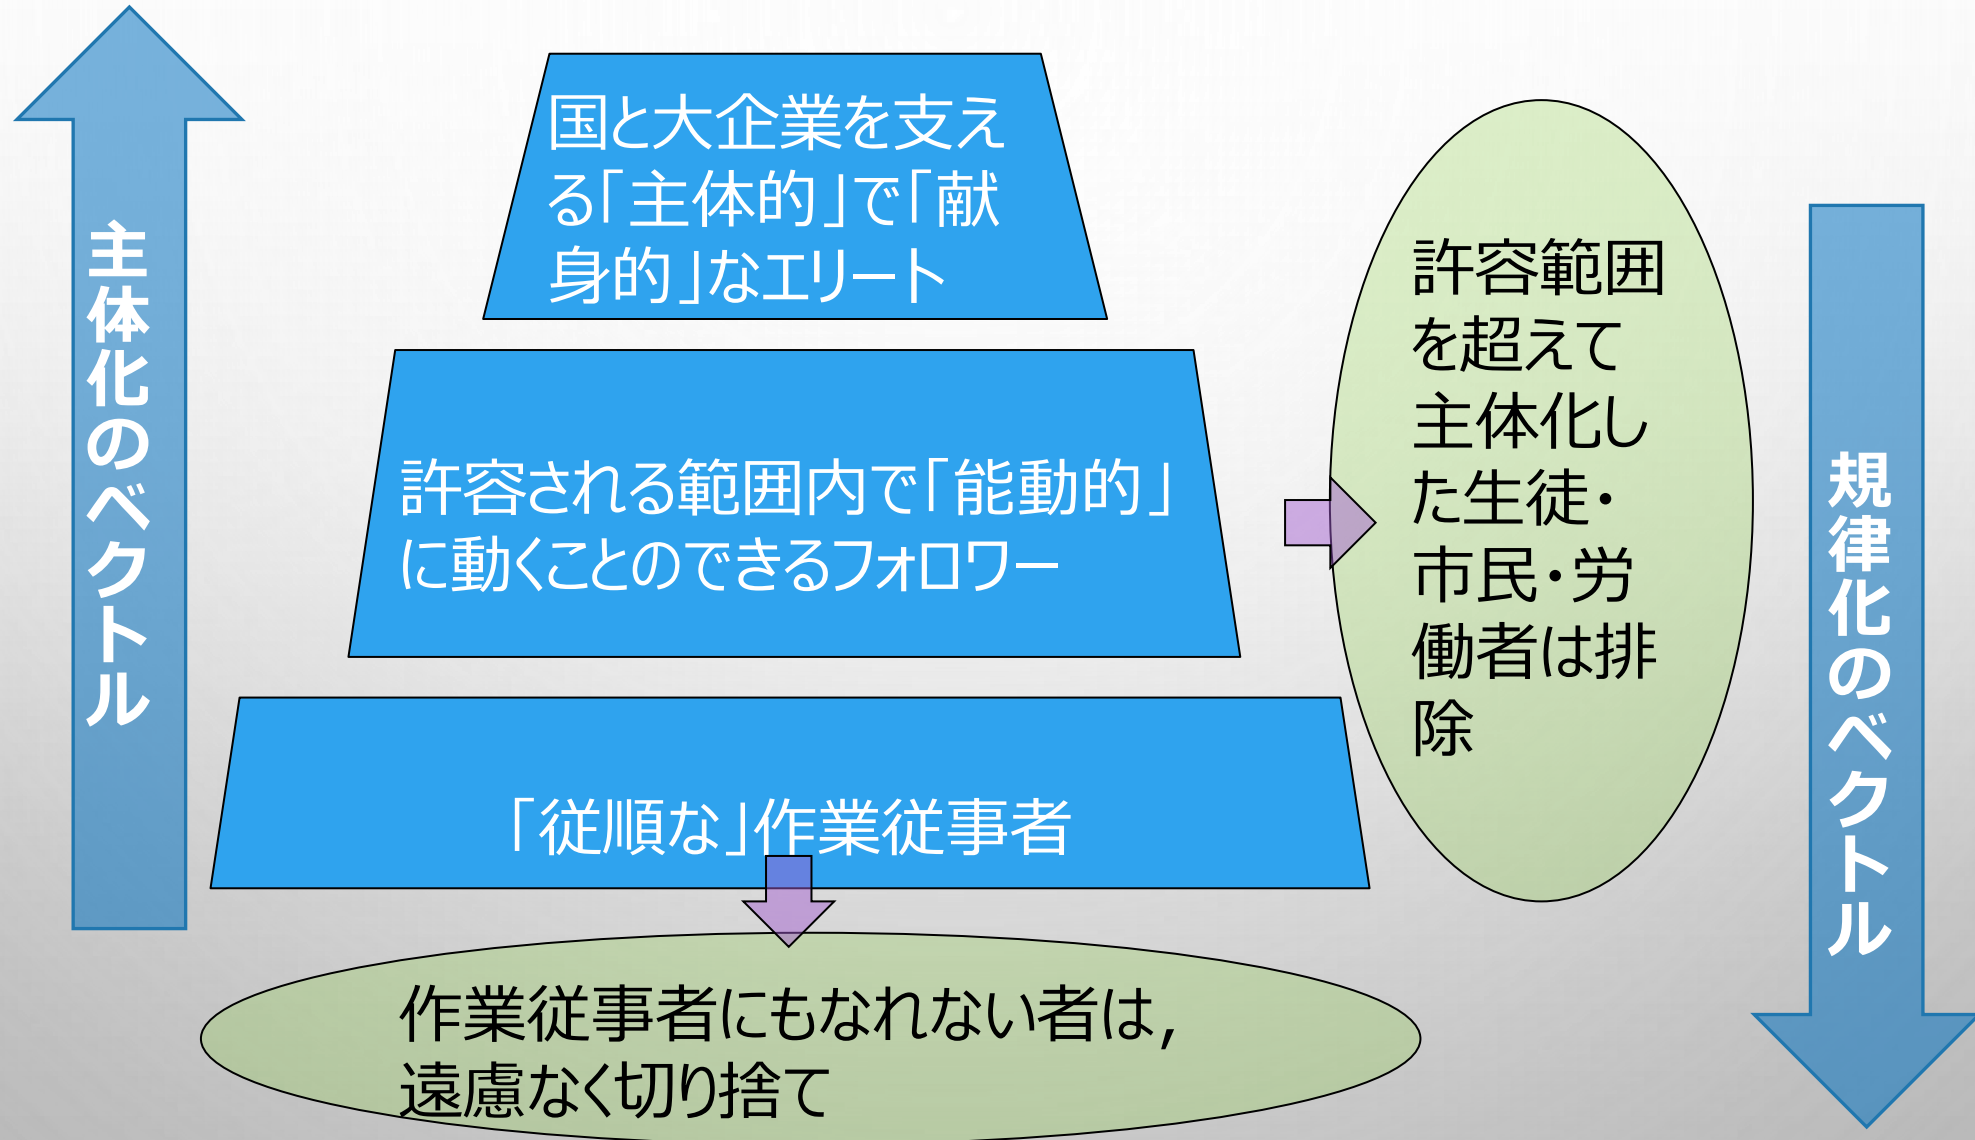 主体化のベクトル
国と大企業を支え
る「主体的」で「献
身的」なエリート
許容される範囲内で「能動的」
に動くことのできるフォロワー
「従順な」作業従事者
作業従事者にもなれない者は，
遠慮なく切り捨て
許容範囲
を超えて
主体化し
た生徒・
市民・労
働者は排
除
規律化のベクトル